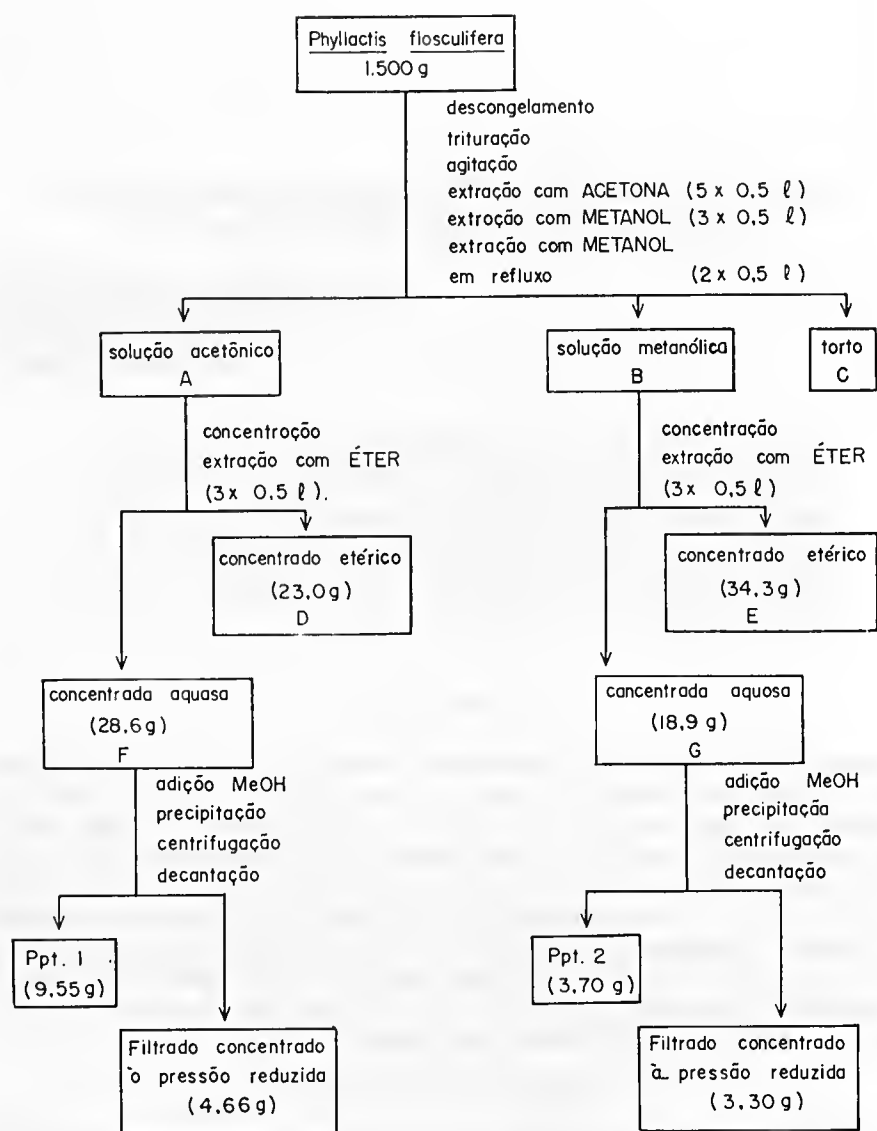 Phyllactis flosculifera
1.500 g
descongelamento
trituração
agitação
extração cam ACETONA (5 x 0,5 ℓ)
extroção com METANOL (3 x 0,5 ℓ)
extração com METANOL
em refluxo (2 x 0,5 ℓ)
solução acetônico
A
solução metanólica
B
torto
C
concentroção
extração com ÉTER
(3 x 0,5 ℓ).
concentração
extração com ÉTER
(3 x 0,5 ℓ)
concentrado etérico
(23,0 g)
D
concentrado etérico
(34,3 g)
E
concentrada aquasa
(28,6 g)
F
cancentrada aquosa
(18,9 g)
G
adição MeOH
precipitação
centrifugação
decantação
adição MeOH
precipitaçãa
centrifugação
decantação
Ppt. 1
(9,55 g)
Ppt. 2
(3,70 g)
Filtrado concentrado
ò pressõo reduzida
(4,66 g)
Filtrado concentrado
à pressão reduzida
(3,30 g)